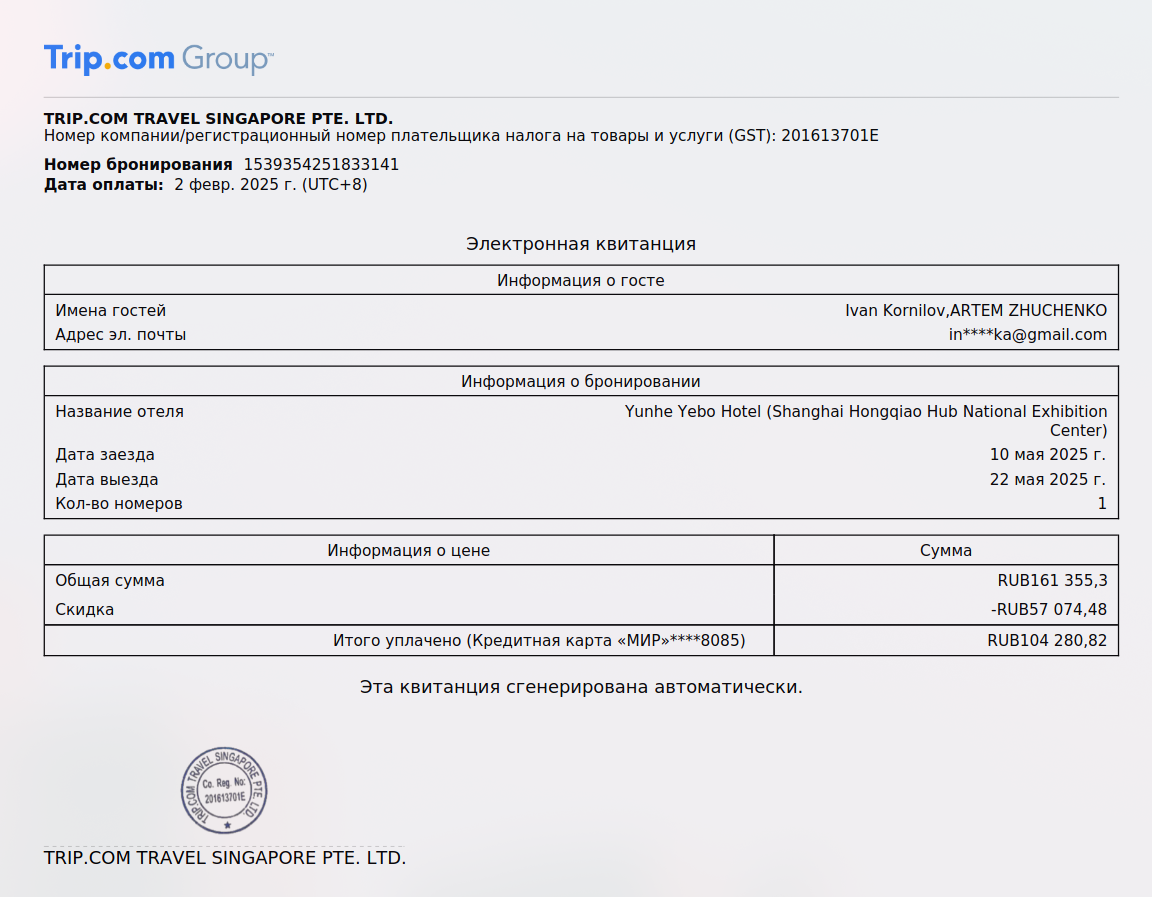 Trip.com Group™
TRIP.COM TRAVEL SINGAPORE PTE. LTD.
Номер компании/регистрационный номер плательщика налога на товары и услуги (GST): 201613701E
Номер бронирования 1539354251833141
Дата оплаты: 2 февр. 2025 г. (UTC+8)
Электронная квитанция
Информация о госте
Имена гостей Ivan Kornilov,ARTEM ZHUCHENKO
Адрес эл. почты in****ka@gmail.com
Информация о бронировании
Название отеля Yunhe Yebo Hotel (Shanghai Hongqiao Hub National Exhibition
Center)
Дата заезда 10 мая 2025 г.
Дата выезда 22 мая 2025 г.
Кол-во номеров 1
Информация о цене Сумма
Общая сумма RUB161 355,3
Скидка -RUB57 074,48
Итого уплачено (Кредитная карта «МИР»****8085) RUB104 280,82
Эта квитанция сгенерирована автоматически.
TRIP.COM TRAVEL SINGAPORE PTE. LTD.
Co. Reg. No:
201613701E
TRIP.COM TRAVEL SINGAPORE PTE. LTD.